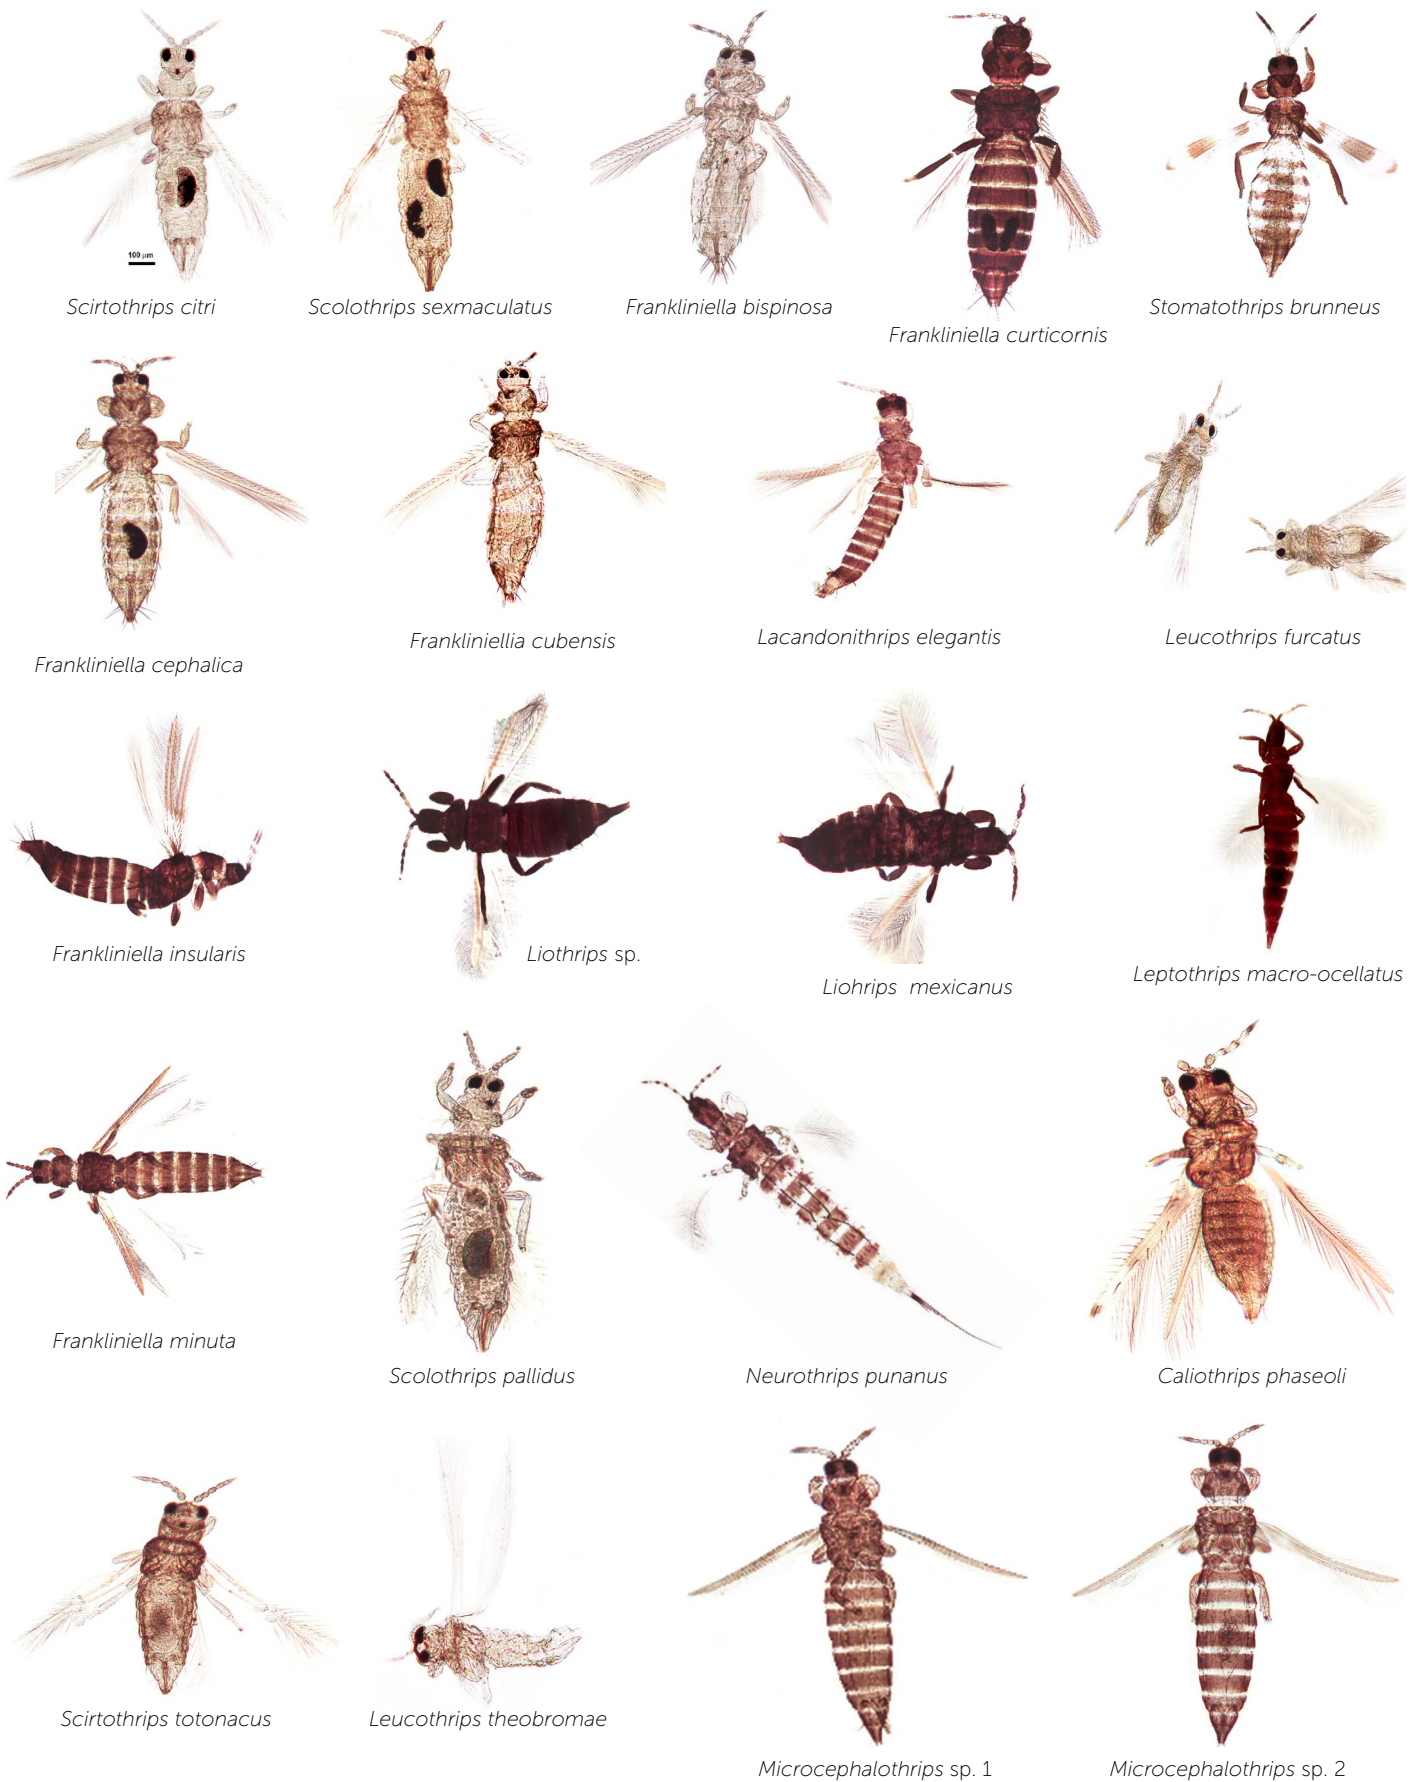 100 µm
Scirtothrips citri
Scolothrips sexmaculatus
Frankliniella bispinosa
Frankliniella curticornis
Stomatothrips brunneus
Frankliniella cephalica
Frankliniellia cubensis
Lacandonithrips elegantis
Leucothrips furcatus
Frankliniella insularis
Liothrips sp.
Liohrips mexicanus
Leptothrips macro-ocellatus
Frankliniella minuta
Scolothrips pallidus
Neurothrips punanus
Caliothrips phaseoli
Scirtothrips totonacus
Leucothrips theobromae
Microcephalothrips sp. 1
Microcephalothrips sp. 2